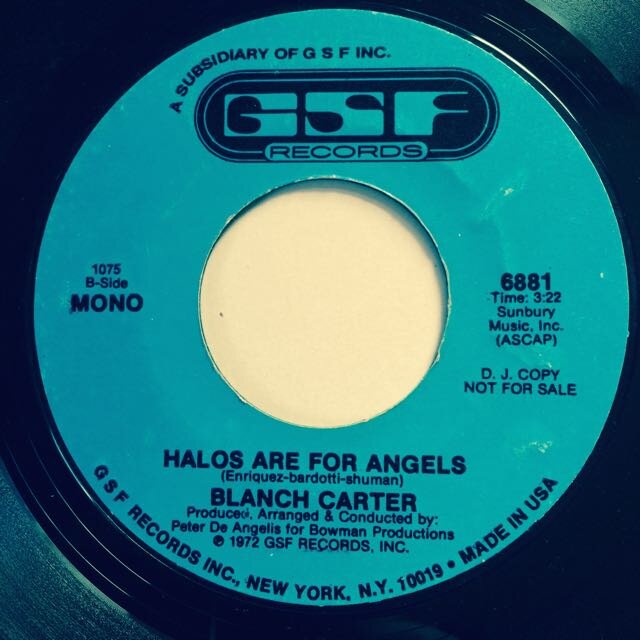 A SUBSIDIARY OF G S F INC.
GSF
RECORDS
1075
B-Side
MONO
6881
Time: 3:22
Sunbury
Music, Inc.
(ASCAP)
D. J. COPY
NOT FOR SALE
HALOS ARE FOR ANGELS
(Enriquez-bardotti-shuman)
BLANCH CARTER
Produced, Arranged & Conducted by:
Peter De Angelis for Bowman Productions
℗ 1972 GSF RECORDS, INC.
G S F RECORDS INC., NEW YORK, N.Y. 10019 • MADE IN USA